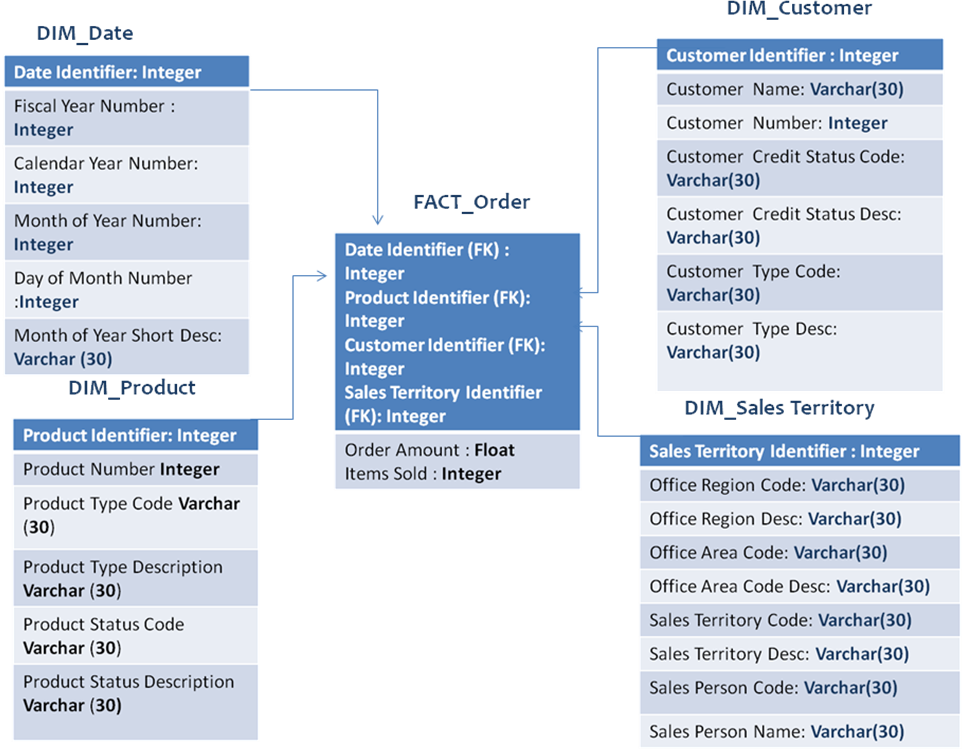 DIM_Date
Date Identifier: Integer
Fiscal Year Number :
Integer
Calendar Year Number:
Integer
Month of Year Number:
Integer
Day of Month Number
:Integer
Month of Year Short Desc:
Varchar (30)
DIM_Product
Product Identifier: Integer
Product Number Integer
Product Type Code Varchar
(30)
Product Type Description
Varchar (30)
Product Status Code
Varchar (30)
Product Status Description
Varchar (30)
FACT_Order
Date Identifier (FK) :
Integer
Product Identifier (FK):
Integer
Customer Identifier (FK):
Integer
Sales Territory Identifier
(FK): Integer
Order Amount : Float
Items Sold : Integer
DIM_Customer
Customer Identifier : Integer
Customer Name: Varchar(30)
Customer Number: Integer
Customer Credit Status Code:
Varchar(30)
Customer Credit Status Desc:
Varchar(30)
Customer Type Code:
Varchar(30)
Customer Type Desc:
Varchar(30)
DIM_Sales Territory
Sales Territory Identifier : Integer
Office Region Code: Varchar(30)
Office Region Desc: Varchar(30)
Office Area Code: Varchar(30)
Office Area Code Desc: Varchar(30)
Sales Territory Code: Varchar(30)
Sales Territory Desc: Varchar(30)
Sales Person Code: Varchar(30)
Sales Person Name: Varchar(30)